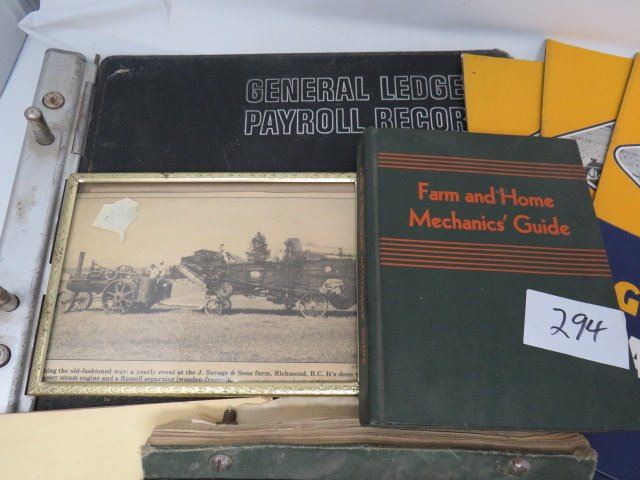 GENERAL LEDGE
PAYROLL RECOR
Farm and Home
Mechanics' Guide
294
G
ing the old-fashioned way: a yearly event at the J. Savage & Sons farm, Richmond, B.C. It's done
steam engine and a Russell separator (wooden-framed).